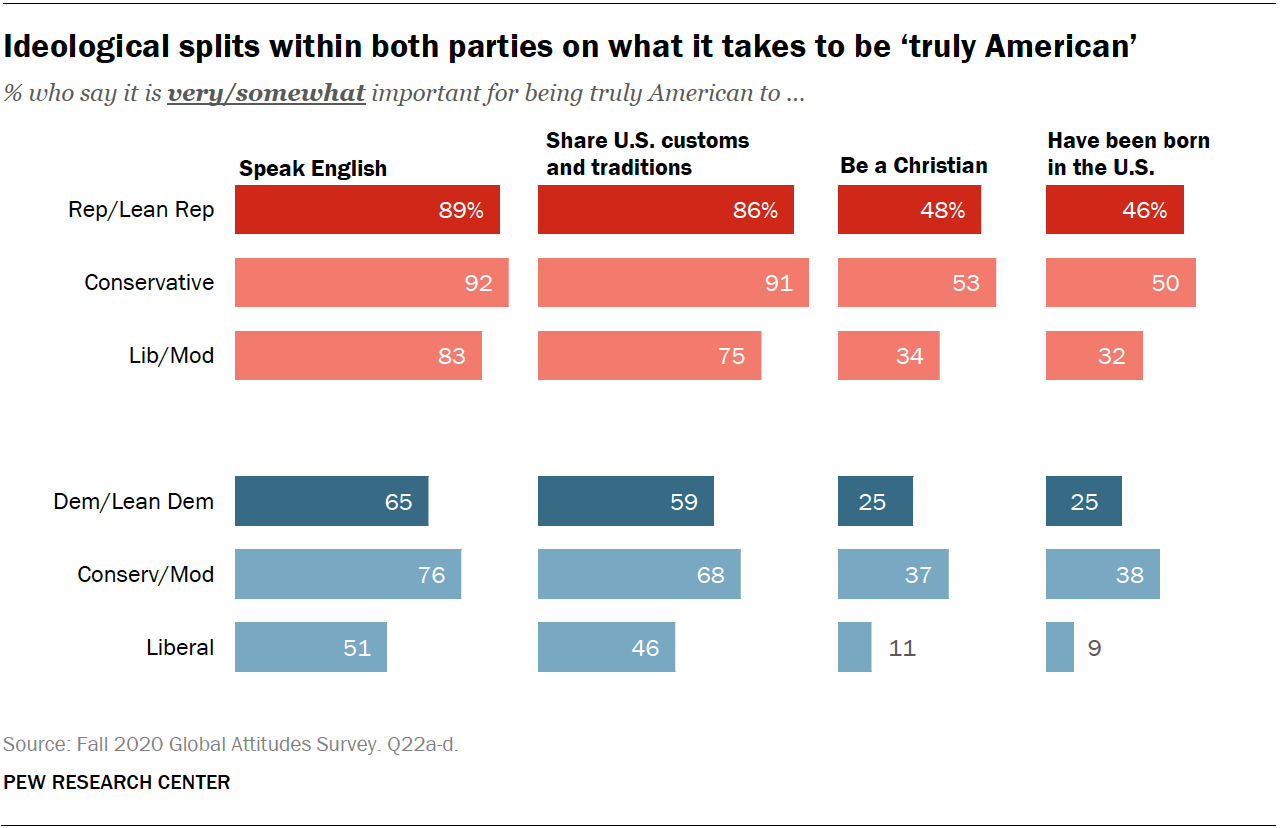 Ideological splits within both parties on what it takes to be ‘truly American’
% who say it is very/somewhat important for being truly American to ...
Speak English
Share U.S. customs
and traditions
Be a Christian
Have been born
in the U.S.
Rep/Lean Rep 89% 86% 48% 46%
Conservative 92 91 53 50
Lib/Mod 83 75 34 32
Dem/Lean Dem 65 59 25 25
Conserv/Mod 76 68 37 38
Liberal 51 46 11 9
Source: Fall 2020 Global Attitudes Survey. Q22a-d.
PEW RESEARCH CENTER